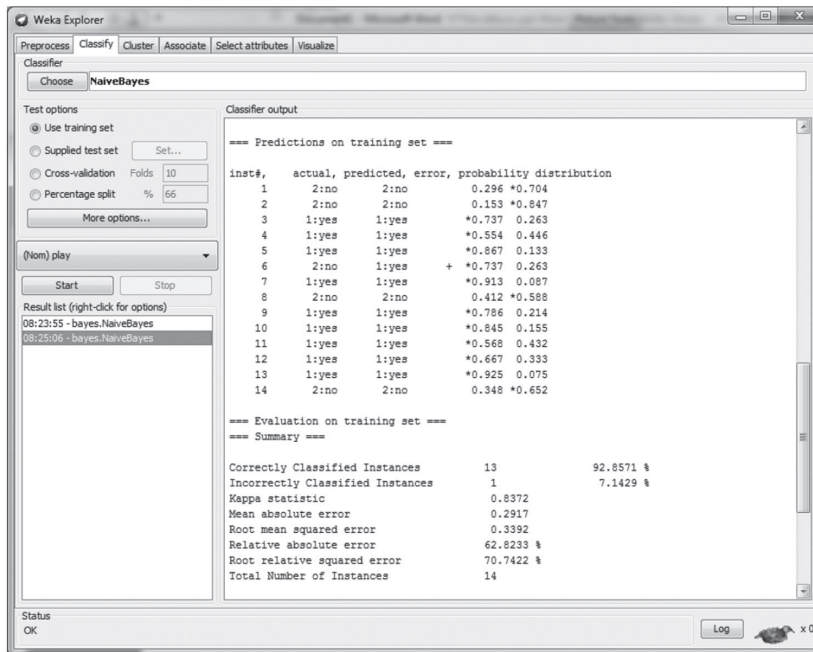 Weka Explorer
Preprocess Classify Cluster Associate Select attributes Visualize
Classifier
Choose NaiveBayes
Test options
Use training set
Supplied test set Set...
Cross-validation Folds 10
Percentage split % 66
More options...
(Nom) play
Start Stop
Result list (right-click for options)
08:23:55 - bayes.NaiveBayes
08:25:06 - bayes.NaiveBayes
Classifier output
=== Predictions on training set ===
inst#, actual, predicted, error, probability distribution
1 2:no 2:no 0.296 *0.704
2 2:no 2:no 0.153 *0.847
3 1:yes 1:yes *0.737 0.263
4 1:yes 1:yes *0.554 0.446
5 1:yes 1:yes *0.867 0.133
6 2:no 1:yes + *0.737 0.263
7 1:yes 1:yes *0.913 0.087
8 2:no 2:no 0.412 *0.588
9 1:yes 1:yes *0.786 0.214
10 1:yes 1:yes *0.845 0.155
11 1:yes 1:yes *0.568 0.432
12 1:yes 1:yes *0.667 0.333
13 1:yes 1:yes *0.925 0.075
14 2:no 2:no 0.348 *0.652
=== Evaluation on training set ===
=== Summary ===
Correctly Classified Instances 13 92.8571 %
Incorrectly Classified Instances 1 7.1429 %
Kappa statistic 0.8372
Mean absolute error 0.2917
Root mean squared error 0.3392
Relative absolute error 62.8233 %
Root relative squared error 70.7422 %
Total Number of Instances 14
Status
OK
Log
x 0